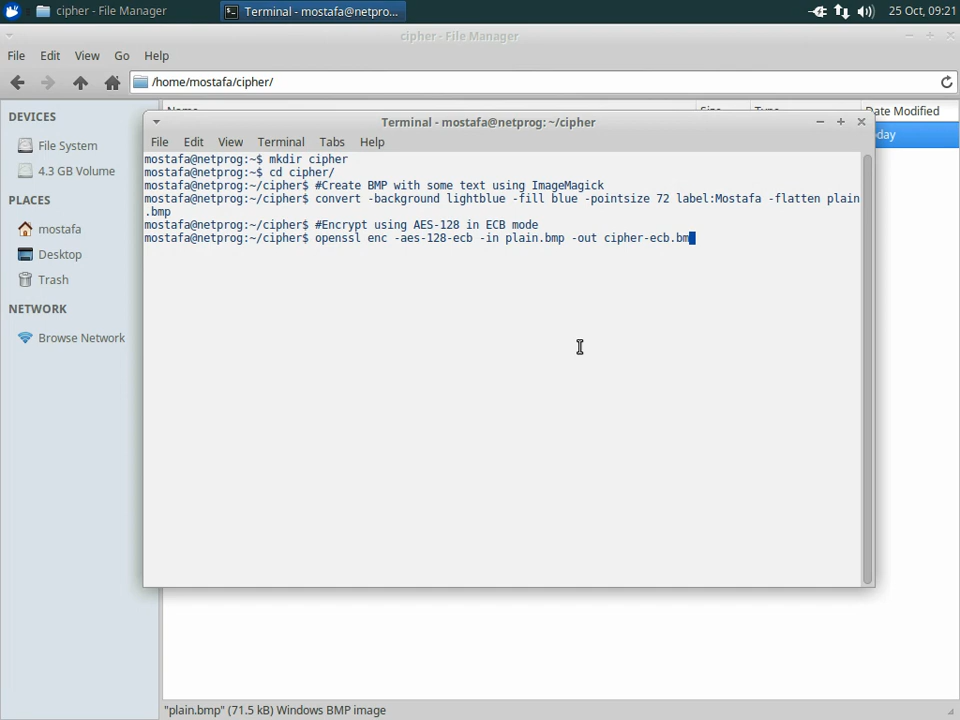 cipher - File Manager
Terminal - mostafa@netpro...
25 Oct, 09:21
cipher - File Manager
File Edit View Go Help
/home/mostafa/cipher/
DEVICES
File System
4.3 GB Volume
PLACES
mostafa
Desktop
Trash
NETWORK
Browse Network
Name Size Type Date Modified
Terminal - mostafa@netprog: ~/cipher
File Edit View Terminal Tabs Help
mostafa@netprog:~$ mkdir cipher
mostafa@netprog:~$ cd cipher/
mostafa@netprog:~/cipher$ #Create BMP with some text using ImageMagick
mostafa@netprog:~/cipher$ convert -background lightblue -fill blue -pointsize 72 label:Mostafa -flatten plain
.bmp
mostafa@netprog:~/cipher$ #Encrypt using AES-128 in ECB mode
mostafa@netprog:~/cipher$ openssl enc -aes-128-ecb -in plain.bmp -out cipher-ecb.bm
"plain.bmp" (71.5 kB) Windows BMP image